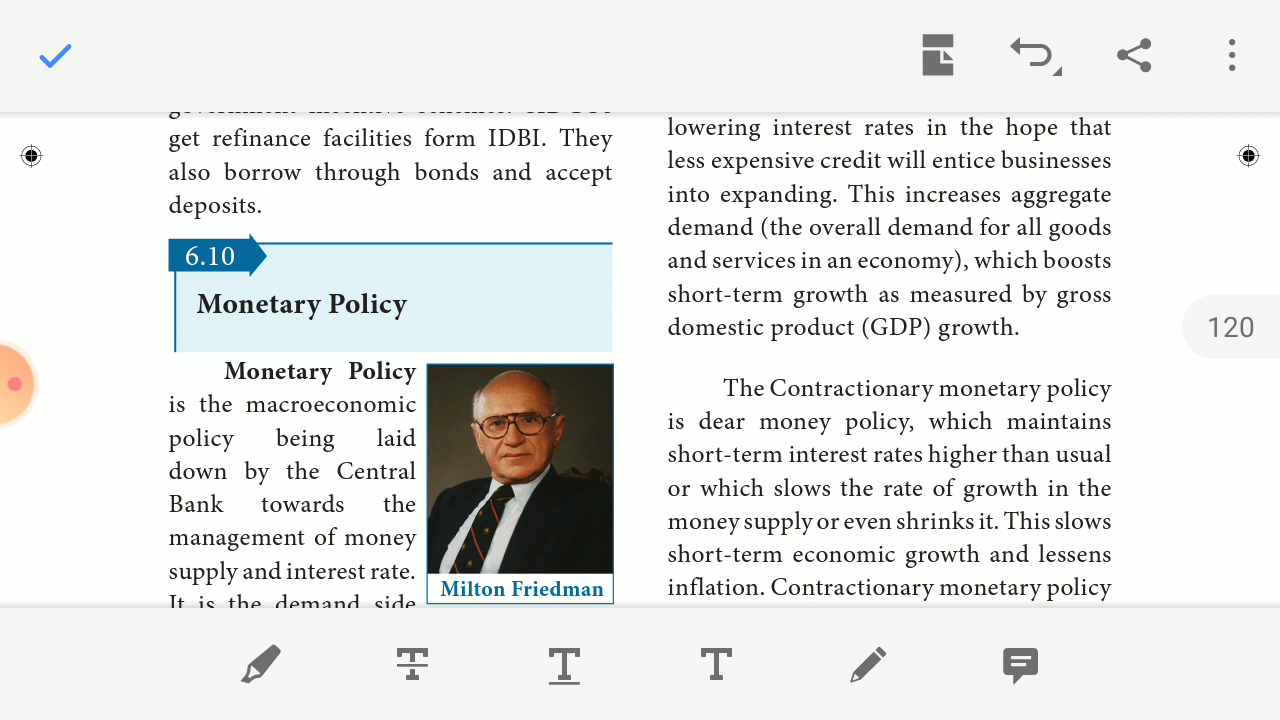 get refinance facilities form IDBI. They
also borrow through bonds and accept
deposits.
6.10
Monetary Policy
Monetary Policy
is the macroeconomic
policy being laid
down by the Central
Bank towards the
management of money
supply and interest rate.
It is the demand side
Milton Friedman
lowering interest rates in the hope that
less expensive credit will entice businesses
into expanding. This increases aggregate
demand (the overall demand for all goods
and services in an economy), which boosts
short-term growth as measured by gross
domestic product (GDP) growth.
The Contractionary monetary policy
is dear money policy, which maintains
short-term interest rates higher than usual
or which slows the rate of growth in the
money supply or even shrinks it. This slows
short-term economic growth and lessens
inflation. Contractionary monetary policy
120